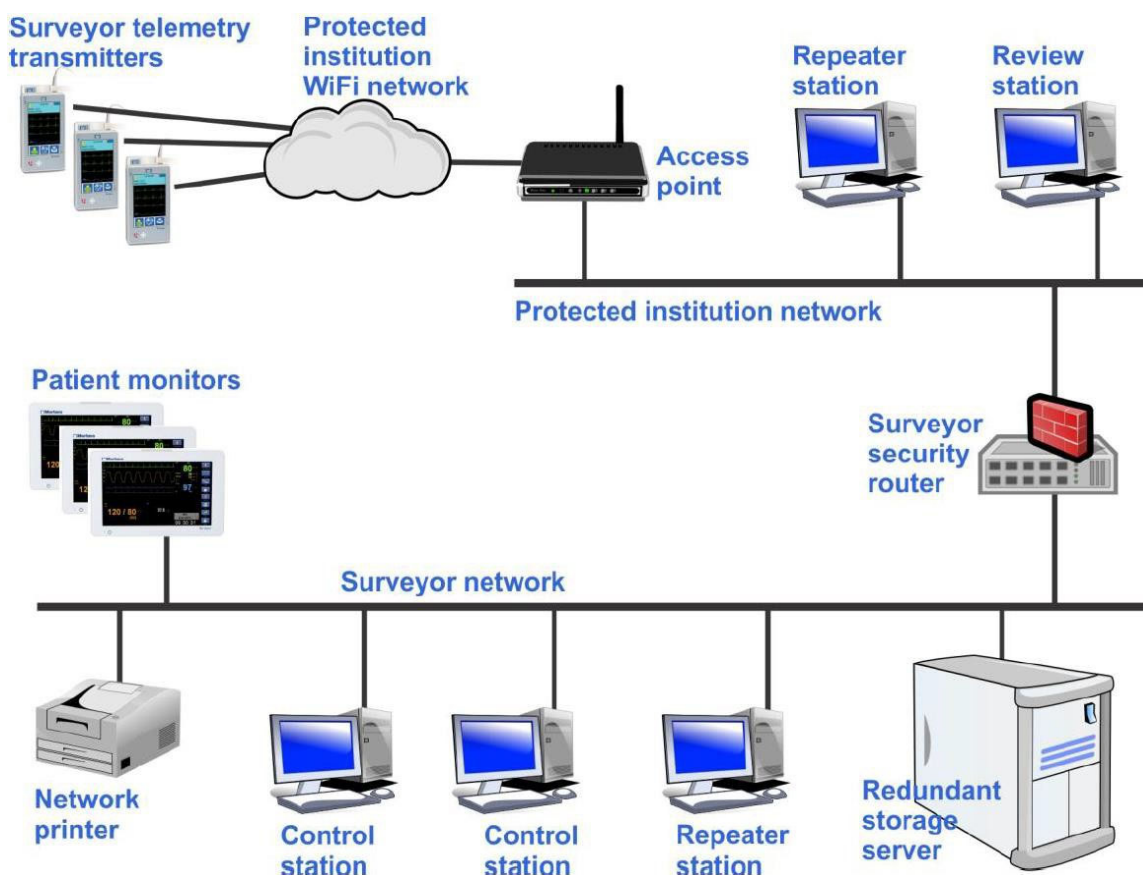 Surveyor telemetry
transmitters
Protected
institution
WiFi network
Repeater
station
Review
station
Access
point
Protected institution network
Patient monitors
80
80
80
97
120 / 80
Surveyor
security
router
Surveyor network
Network
printer
Control
station
Control
station
Repeater
station
Redundant
storage
server